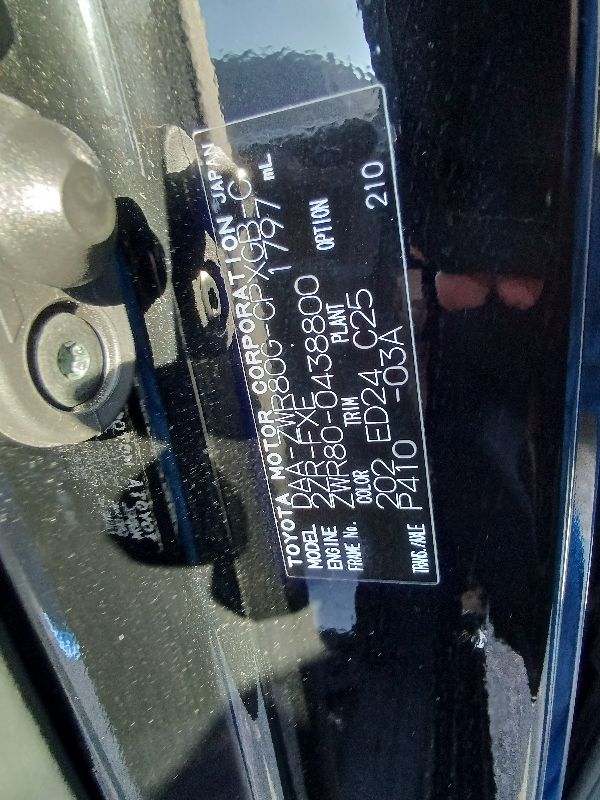 TOYOTA MOTOR CORPORATION JAPAN
MODEL DAA-ZWR80G-CPXGB-C
ENGINE 2ZR-FXE 1797 mL
FRAME No. ZWR80-0438800
COLOR TRIM PLANT OPTION
202 ED24 C25 210
TRANS./AXLE P410 -03A